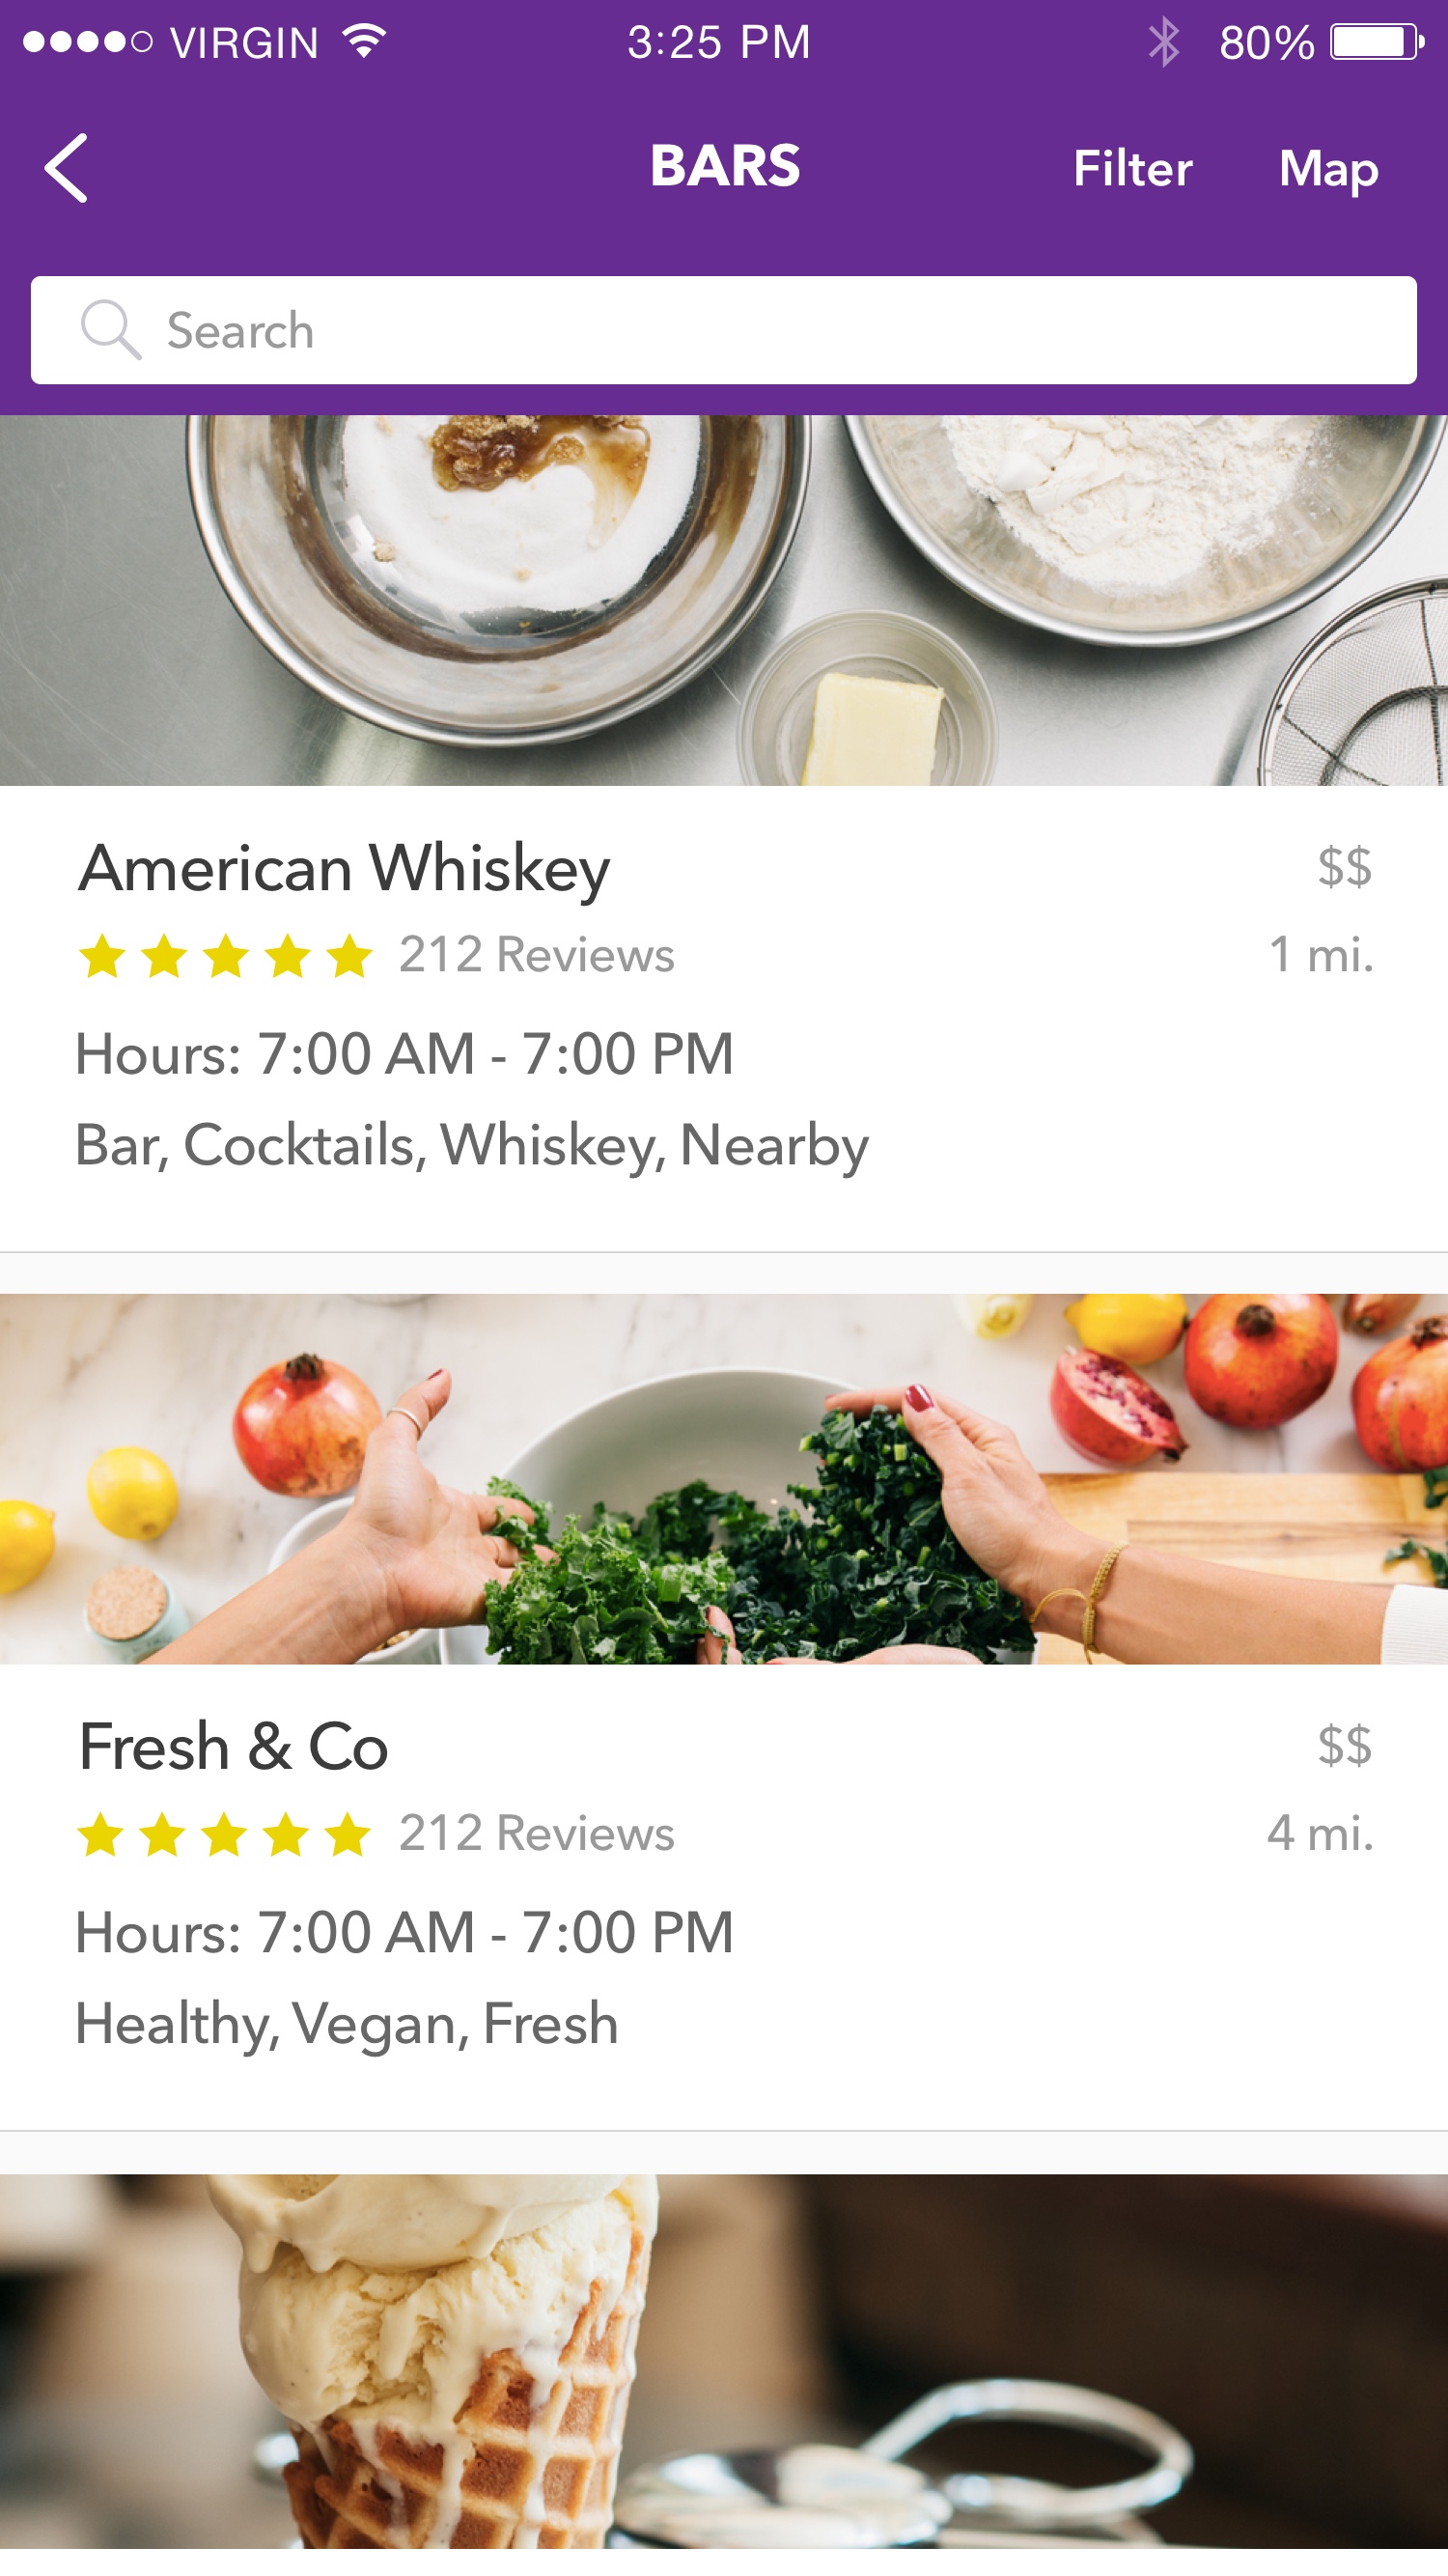 VIRGIN 3:25 PM 80%
BARS Filter Map
Search
American Whiskey $$
212 Reviews 1 mi.
Hours: 7:00 AM - 7:00 PM
Bar, Cocktails, Whiskey, Nearby
Fresh & Co $$
212 Reviews 4 mi.
Hours: 7:00 AM - 7:00 PM
Healthy, Vegan, Fresh